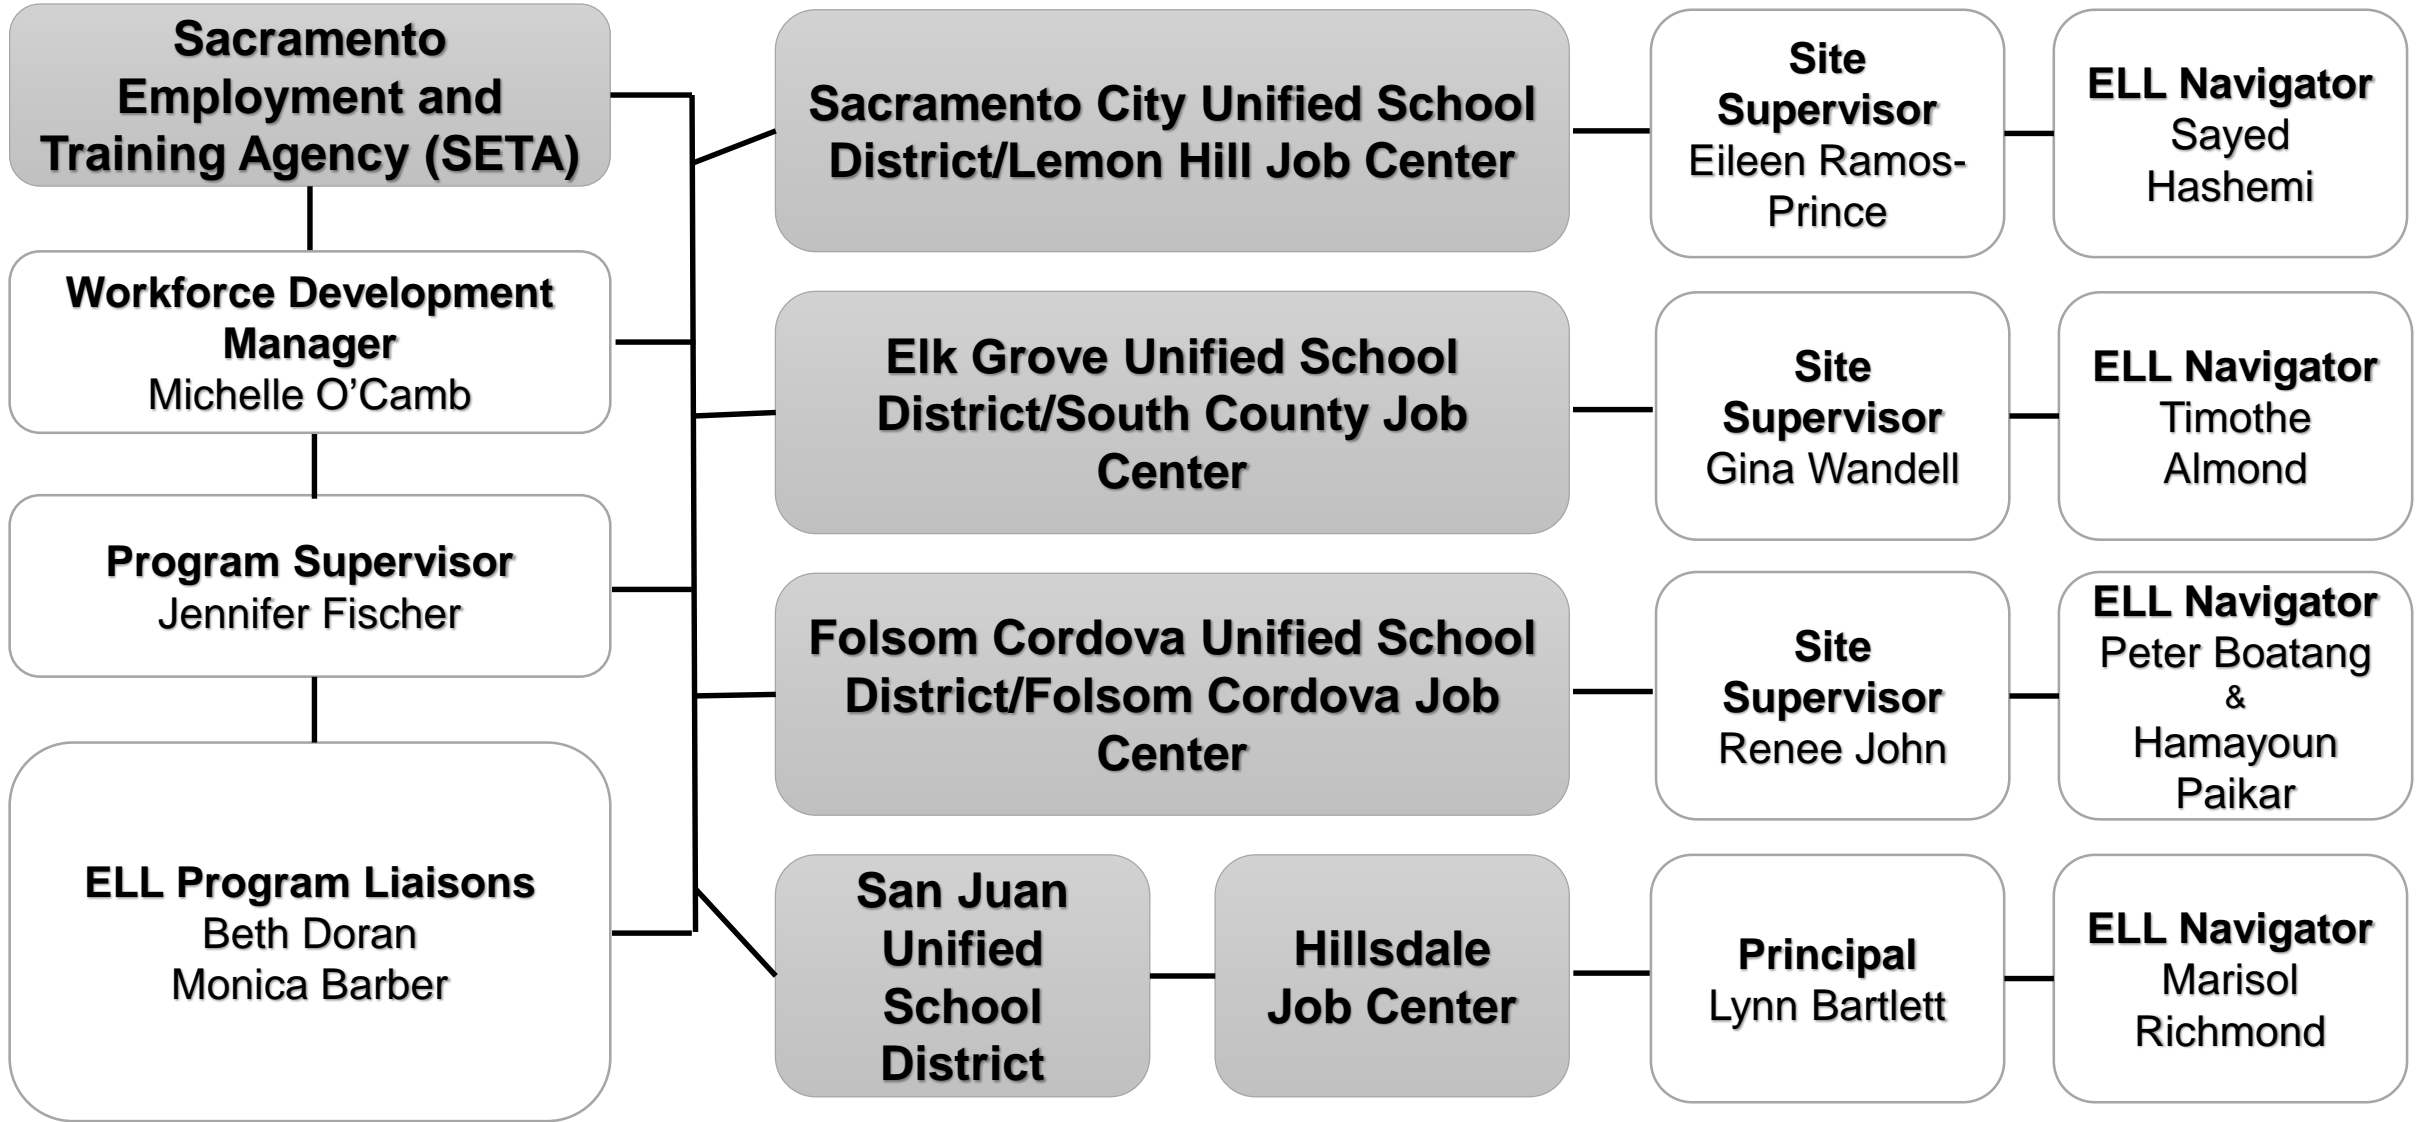 Sacramento
Employment and
Training Agency (SETA)
Workforce Development
Manager
Michelle O’Camb
Program Supervisor
Jennifer Fischer
ELL Program Liaisons
Beth Doran
Monica Barber
Sacramento City Unified School
District/Lemon Hill Job Center
Site
Supervisor
Eileen Ramos-
Prince
ELL Navigator
Sayed
Hashemi
Elk Grove Unified School
District/South County Job
Center
Site
Supervisor
Gina Wandell
ELL Navigator
Timothe
Almond
Folsom Cordova Unified School
District/Folsom Cordova Job
Center
Site
Supervisor
Renee John
ELL Navigator
Peter Boatang
&
Hamayoun
Paikar
San Juan
Unified
School
District
Hillsdale
Job Center
Principal
Lynn Bartlett
ELL Navigator
Marisol
Richmond